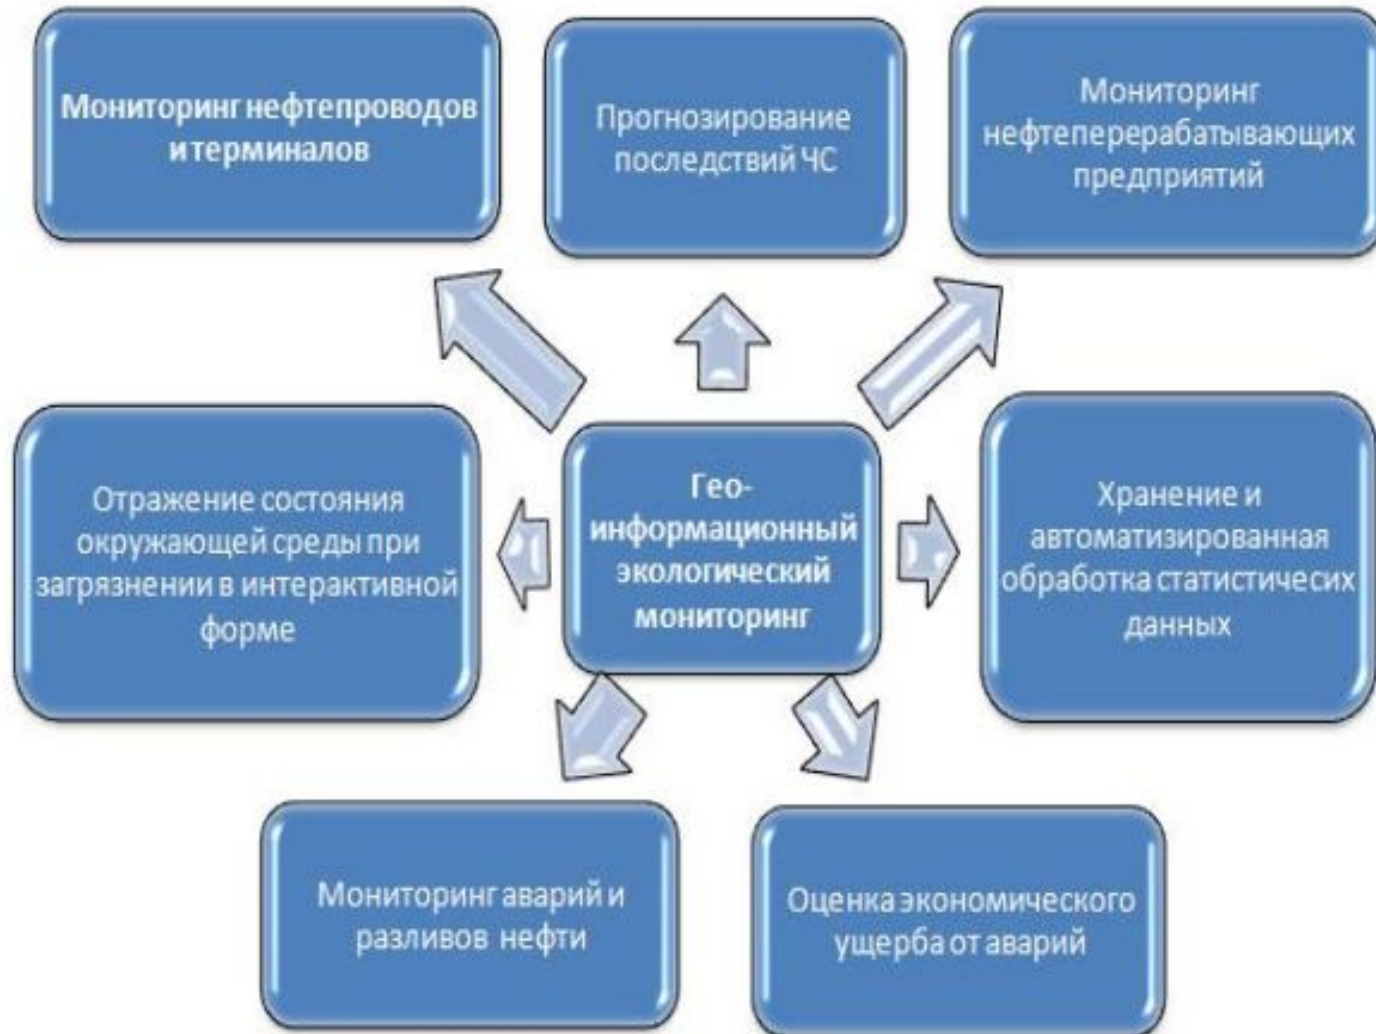 Мониторинг нефтепроводов
и терминалов
Прогнозирование
последствий ЧС
Мониторинг
нефтеперерабатывающих
предприятий
Отражение состояния
окружающей среды при
загрязнении в интерактивной
форме
Гео-
информационный
экологический
мониторинг
Хранение и
автоматизированная
обработка статистичесих
данных
Мониторинг аварий и
разливов нефти
Оценка экономического
ущерба от аварий